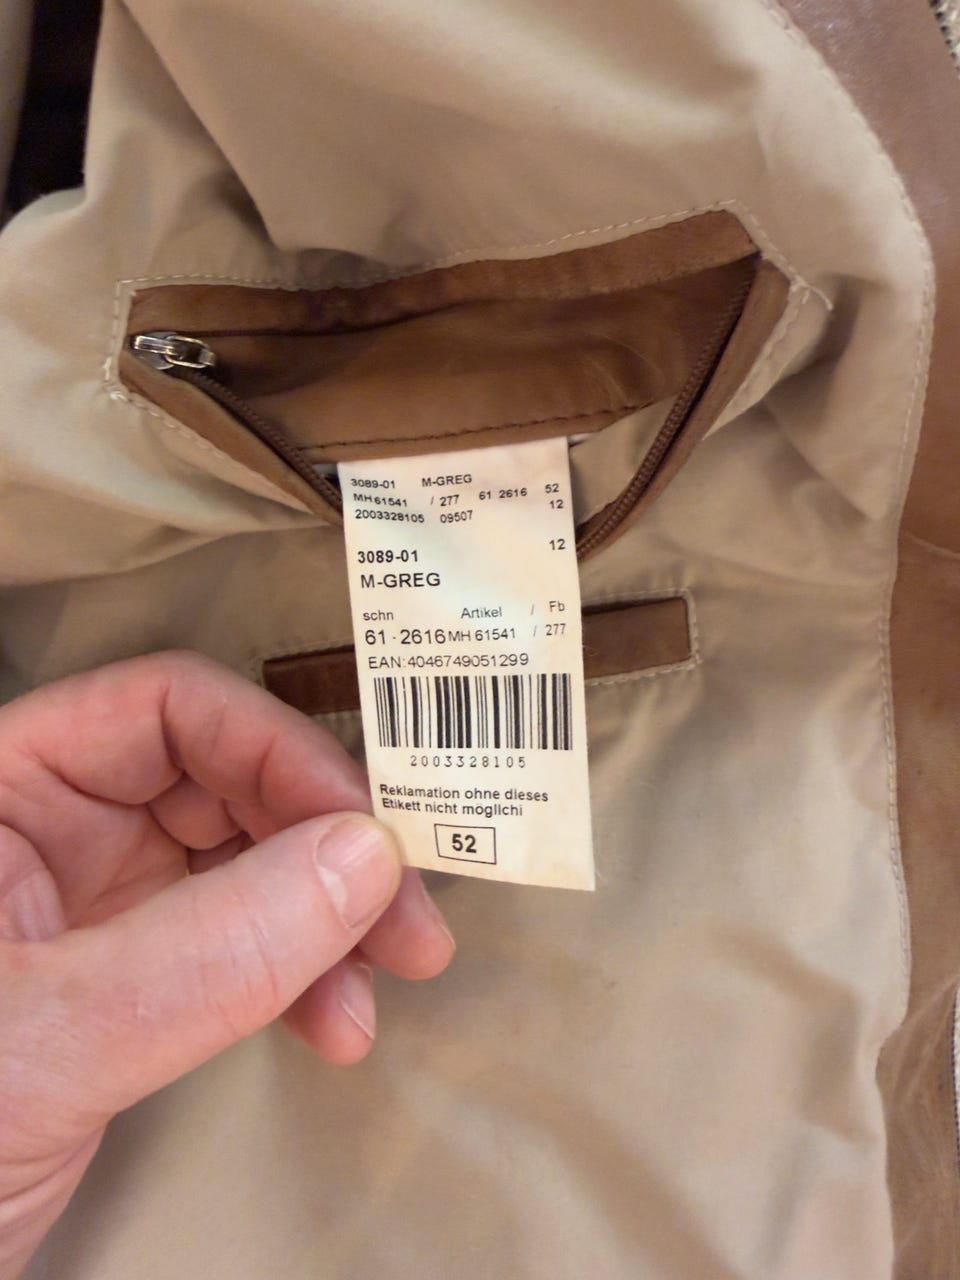 3089-01 M-GREG
MH 61541 / 277 61 2616 52
2003328105 09507 12
3089-01 12
M-GREG
schn Artikel / Fb
61 - 2616 MH 61541 / 277
EAN:4046749051299
2003328105
Reklamation ohne dieses
Etikett nicht möglichi
52